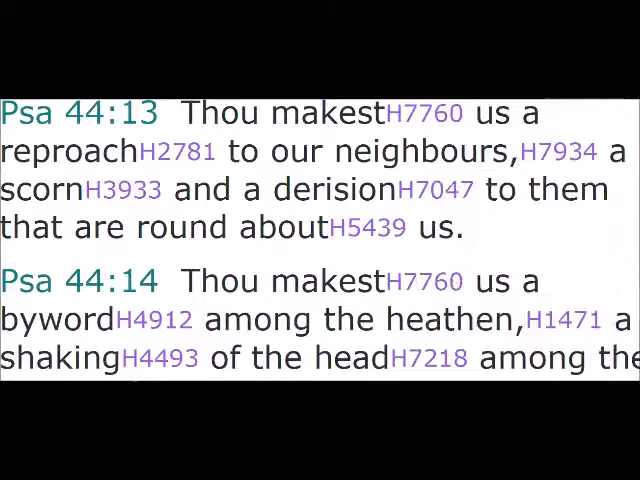 Psa 44:13 Thou makestH7760 us a
reproachH2781 to our neighbours,H7934 a
scornH3933 and a derisionH7047 to them
that are round aboutH5439 us.
Psa 44:14 Thou makestH7760 us a
bywordH4912 among the heathen,H1471 a
shakingH4493 of the headH7218 among the